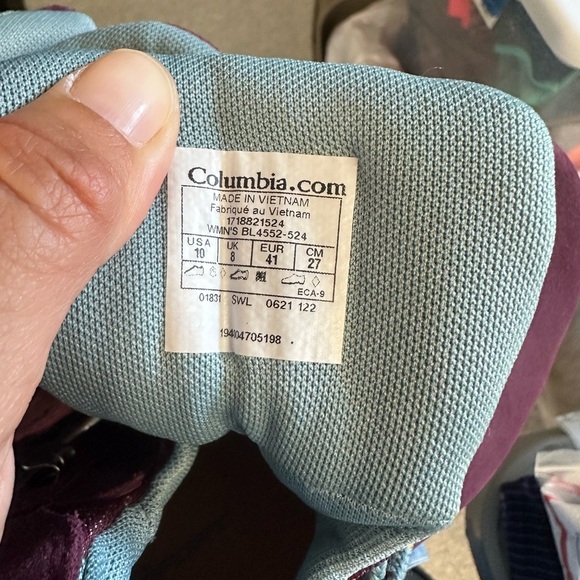 Columbia.com
MADE IN VIETNAM
Fabriqué au Vietnam
1718821524
WMN'S BL4552-524
USA UK EUR CM
10 8 41 27
ECA-9
01831 SWL 0621 122
19404705198